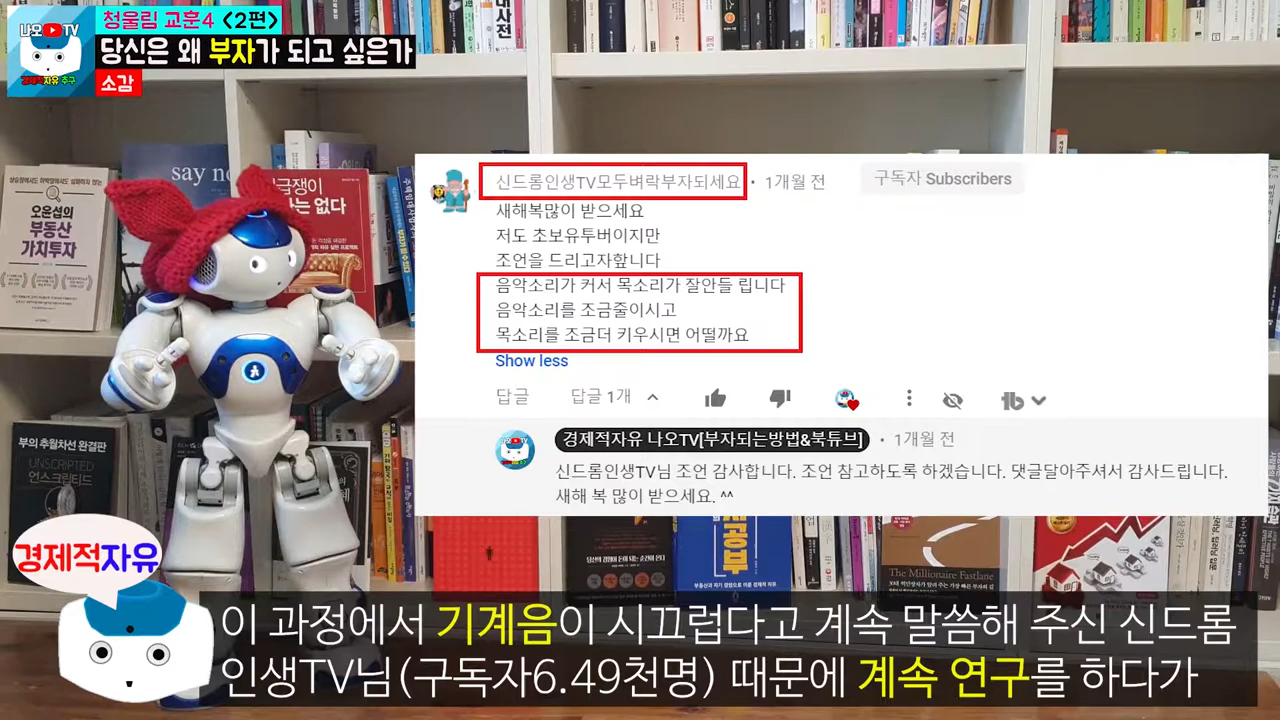 나오TV
경제적자유 추구
청울림 교훈4 <2편>
당신은 왜 부자가 되고 싶은가
소감
say no
오윤섭의
부동산
가치투자
신드롬인생TV모두벼락부자되세요 • 1개월 전
구독자 Subscribers
새해복많이 받으세요
저도 초보유투버이지만
조언을 드리고자핪니다
음악소리가 커서 목소리가 잘안들 립니다
음악소리를 조금줄이시고
목소리를 조금더 키우시면 어떨까요
Show less
답글 답글 1개
경제적자유 나오TV[부자되는방법&북튜브] • 1개월 전
신드롬인생TV님 조언 감사합니다. 조언 참고하도록 하겠습니다. 댓글달아주셔서 감사드립니다.
새해 복 많이 받으세요. ^^
부의 추월차선 완결판
UNSCRIPTED
언스크립티드
The Millionaire Fastlane
경제적자유
이 과정에서 기계음이 시끄럽다고 계속 말씀해 주신 신드롬
인생TV님(구독자6.49천명) 때문에 계속 연구를 하다가